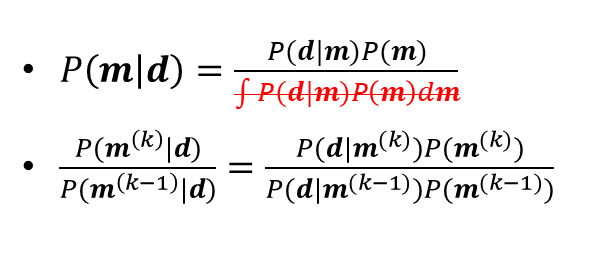 • P(m|d) = P(d|m)P(m) / ∫ P(d|m)P(m)dm
• P(m^(k)|d) / P(m^(k−1)|d) = P(d|m^(k))P(m^(k)) / P(d|m^(k−1))P(m^(k−1))